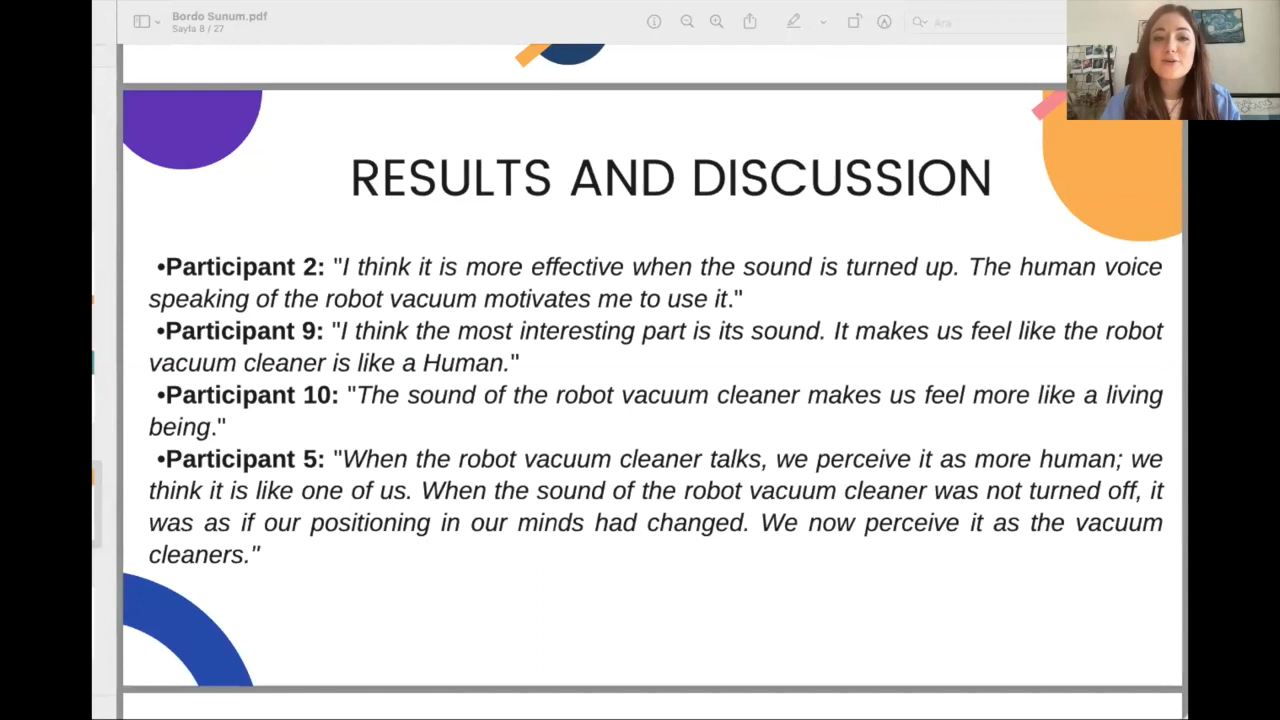 Bordo Sunum.pdf
Sayfa 8 / 27
Ara
RESULTS AND DISCUSSION
•Participant 2: "I think it is more effective when the sound is turned up. The human voice
speaking of the robot vacuum motivates me to use it."
•Participant 9: "I think the most interesting part is its sound. It makes us feel like the robot
vacuum cleaner is like a Human."
•Participant 10: "The sound of the robot vacuum cleaner makes us feel more like a living
being."
•Participant 5: "When the robot vacuum cleaner talks, we perceive it as more human; we
think it is like one of us. When the sound of the robot vacuum cleaner was not turned off, it
was as if our positioning in our minds had changed. We now perceive it as the vacuum
cleaners."